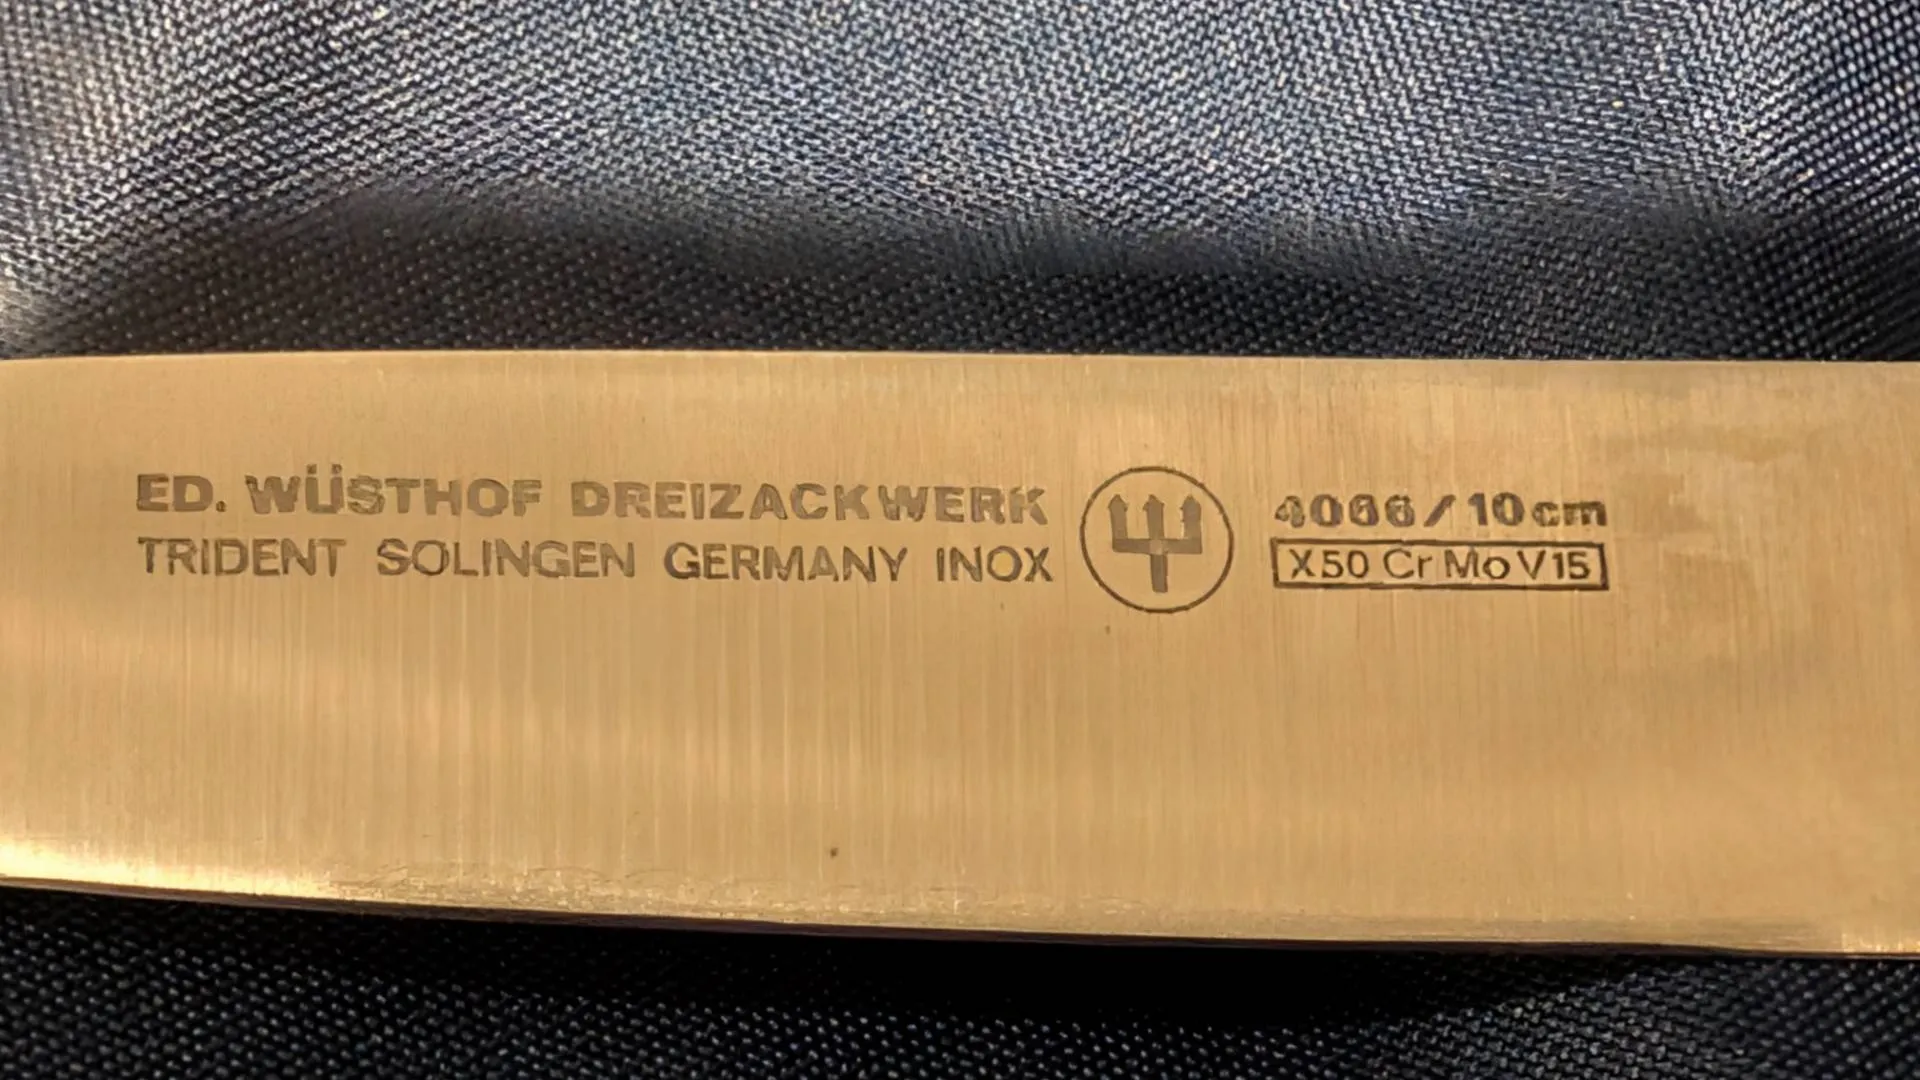 ED. WÜSTHOF DREIZACKWERK
TRIDENT SOLINGEN GERMANY INOX
4066/10cm
X50 Cr Mo V15